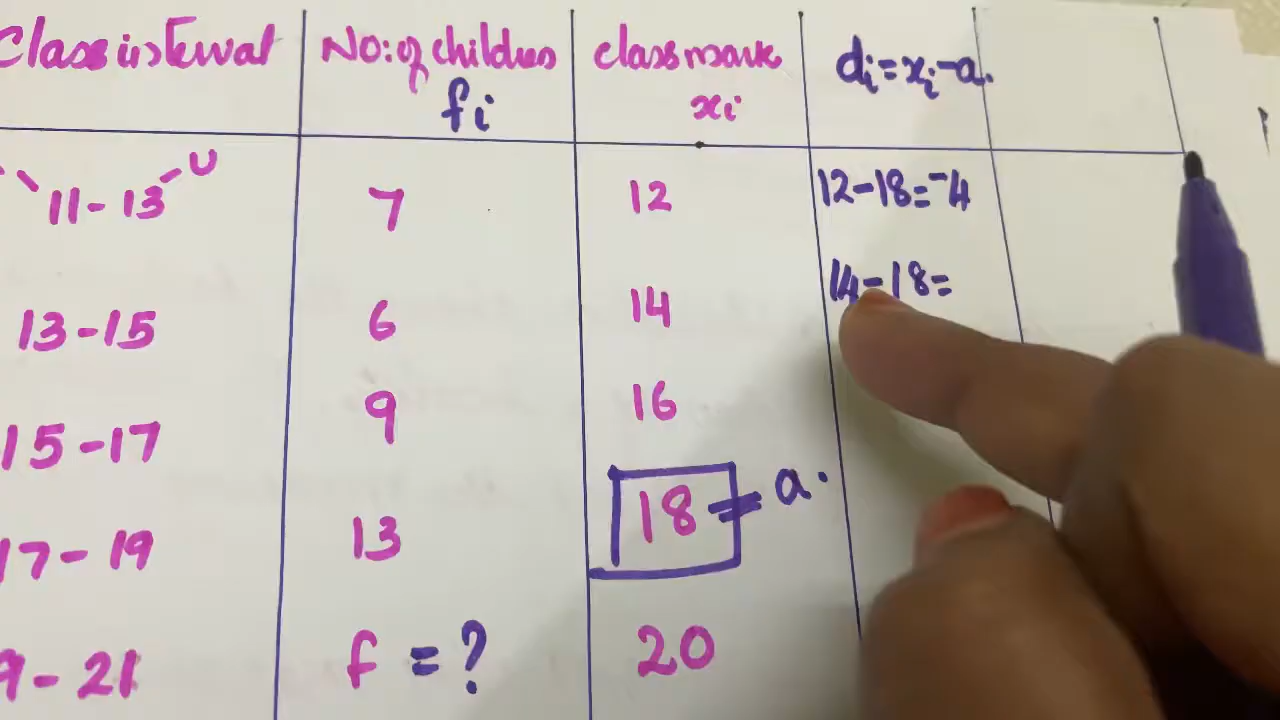 Class interval No: of children class mark di = xi - a.
fi xi
U
11 - 13 7 12 12 - 18 = -4
13 - 15 6 14 14 - 18 =
15 - 17 9 16
17 - 19 13 18 = a.
9 - 21 f = ? 20